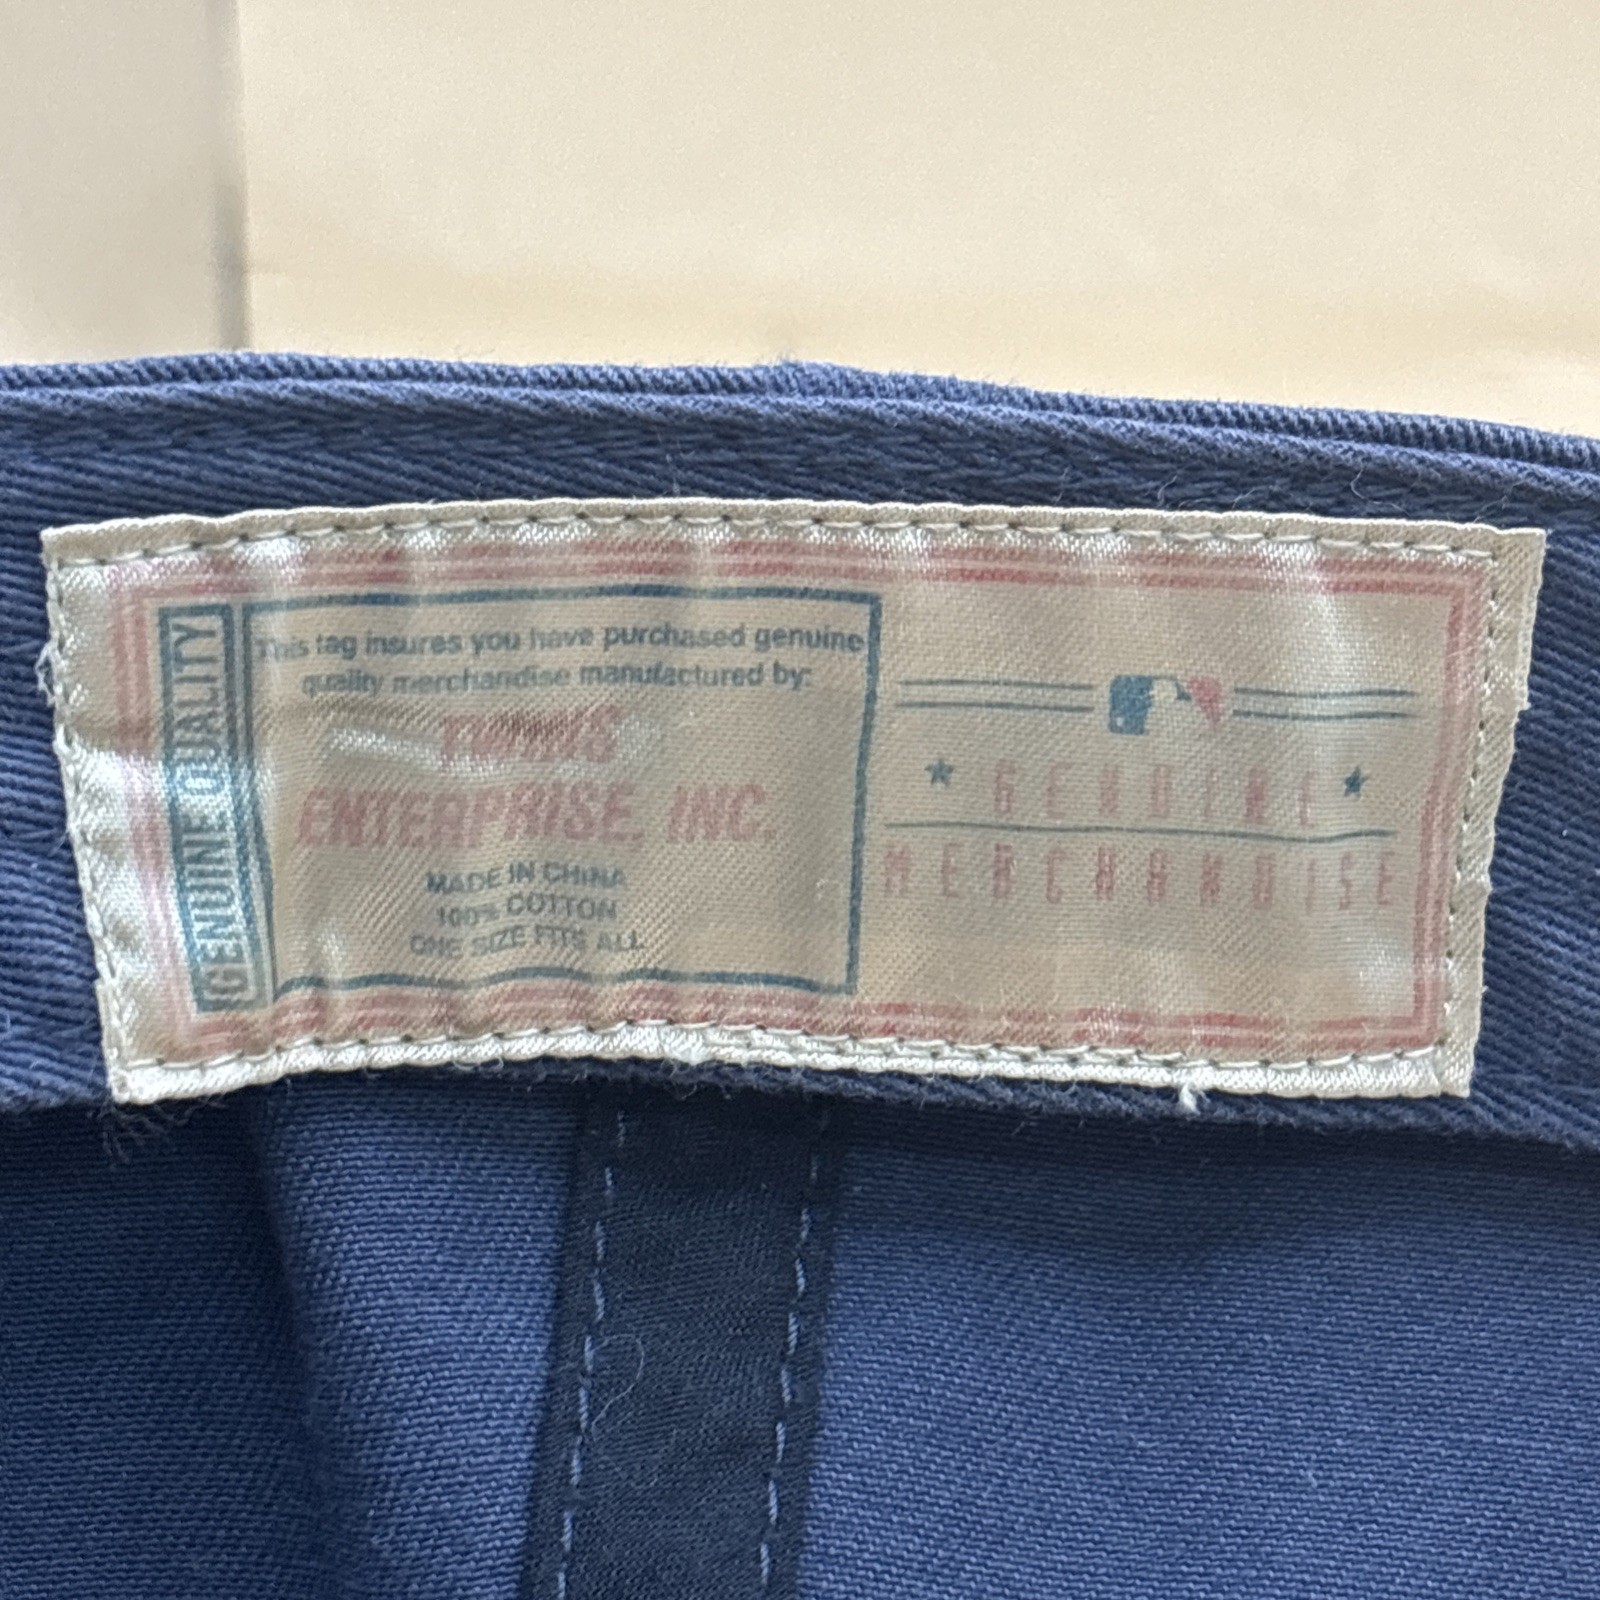 GENUINE QUALITY
This tag insures you have purchased genuine
quality merchandise manufactured by:
TWINS
ENTERPRISE, INC.
MADE IN CHINA
100% COTTON
ONE SIZE FITS ALL
GENUINE
MERCHANDISE